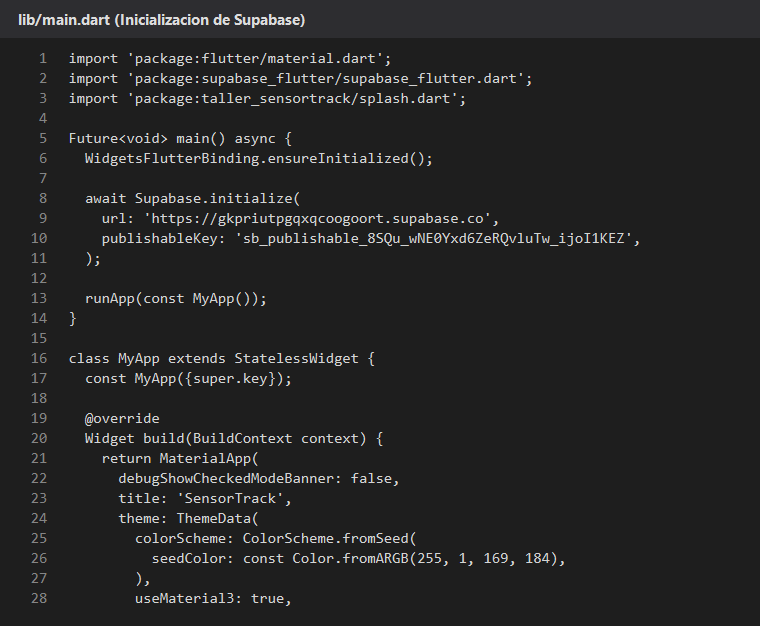 lib/main.dart (Inicializacion de Supabase)
1 import 'package:flutter/material.dart';
2 import 'package:supabase_flutter/supabase_flutter.dart';
3 import 'package:taller_sensortrack/splash.dart';
4
5 Future<void> main() async {
6   WidgetsFlutterBinding.ensureInitialized();
7
8   await Supabase.initialize(
9     url: 'https://gkpriutpgqxqcoogoort.supabase.co',
10     publishableKey: 'sb_publishable_8SQu_wNE0Yxd6ZeRQvluTw_ijoI1KEZ',
11   );
12
13   runApp(const MyApp());
14 }
15
16 class MyApp extends StatelessWidget {
17   const MyApp({super.key});
18
19   @override
20   Widget build(BuildContext context) {
21     return MaterialApp(
22       debugShowCheckedModeBanner: false,
23       title: 'SensorTrack',
24       theme: ThemeData(
25         colorScheme: ColorScheme.fromSeed(
26           seedColor: const Color.fromARGB(255, 1, 169, 184),
27         ),
28         useMaterial3: true,